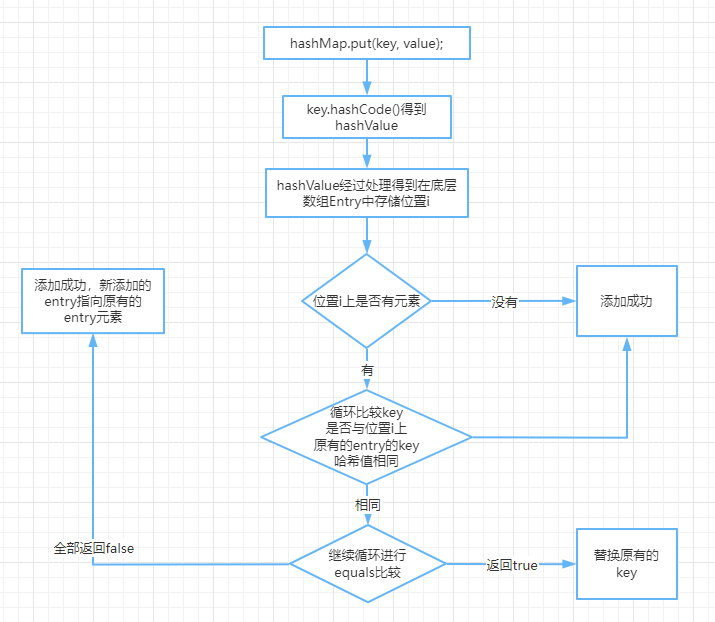 hashMap.put(key, value);
key.hashCode()得到
hashValue
hashValue经过处理得到在底层
数组Entry中存储位置i
添加成功，新添加的
entry指向原有的
entry元素
位置i上是否有元素
没有
添加成功
有
循环比较key
是否与位置i上
原有的entry的key
哈希值相同
相同
全部返回false
继续循环进行
equals比较
返回true
替换原有的
key